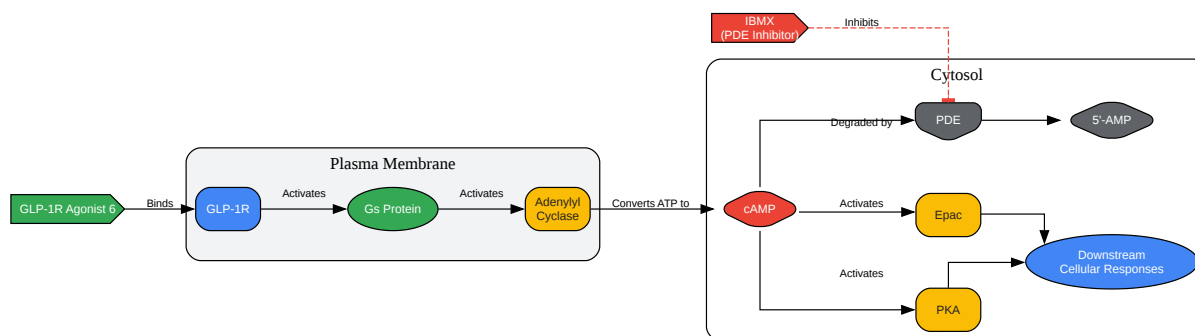 IBMX
(PDE Inhibitor)
Inhibits
Cytosol
Degraded by
PDE
5'-AMP
Plasma Membrane
GLP-1R Agonist 6
Binds
GLP-1R
Activates
Gs Protein
Activates
Adenylyl
Cyclase
Converts ATP to
cAMP
Activates
Epac
Activates
PKA
Downstream
Cellular Responses